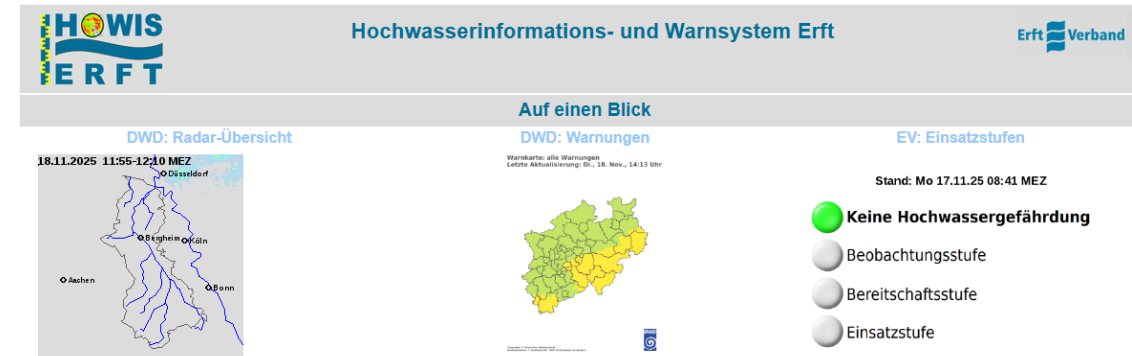 HOWIS
ERFT
Hochwasserinformations- und Warnsystem Erft
Erft Verband
Auf einen Blick
DWD: Radar-Übersicht
DWD: Warnungen
EV: Einsatzstufen
18.11.2025 11:55-12:10 MEZ
Düsseldorf
Bergheim
Köln
Aachen
Bonn
Warnkarte: alle Warnungen
Letzte Aktualisierung: Di., 18. Nov., 14:13 Uhr
DWD
Stand: Mo 17.11.25 08:41 MEZ
Keine Hochwassergefährdung
Beobachtungsstufe
Bereitschaftsstufe
Einsatzstufe